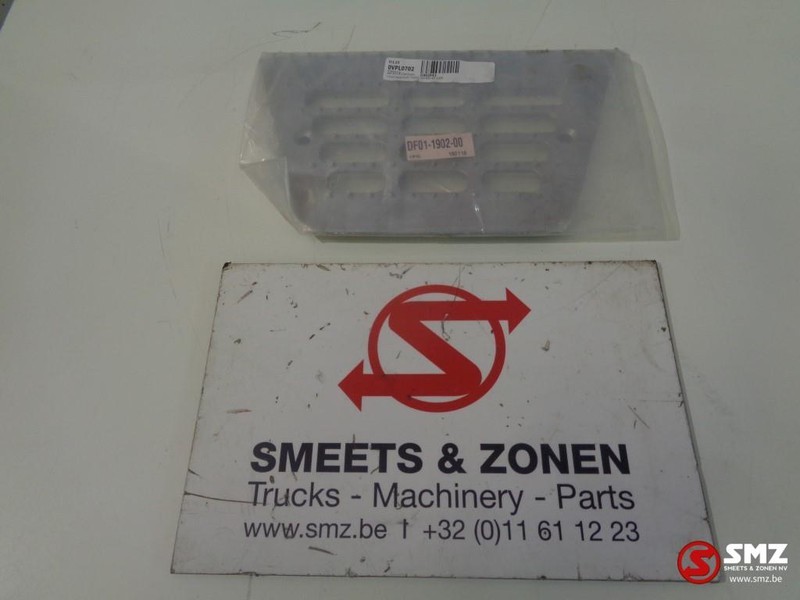 DVPL0702
DF01-1902-00
SMEETS & ZONEN
Trucks - Machinery - Parts
www.smz.be | +32 (0)11 61 12 23
SMZ
SMEETS & ZONEN NV
www.smz.be